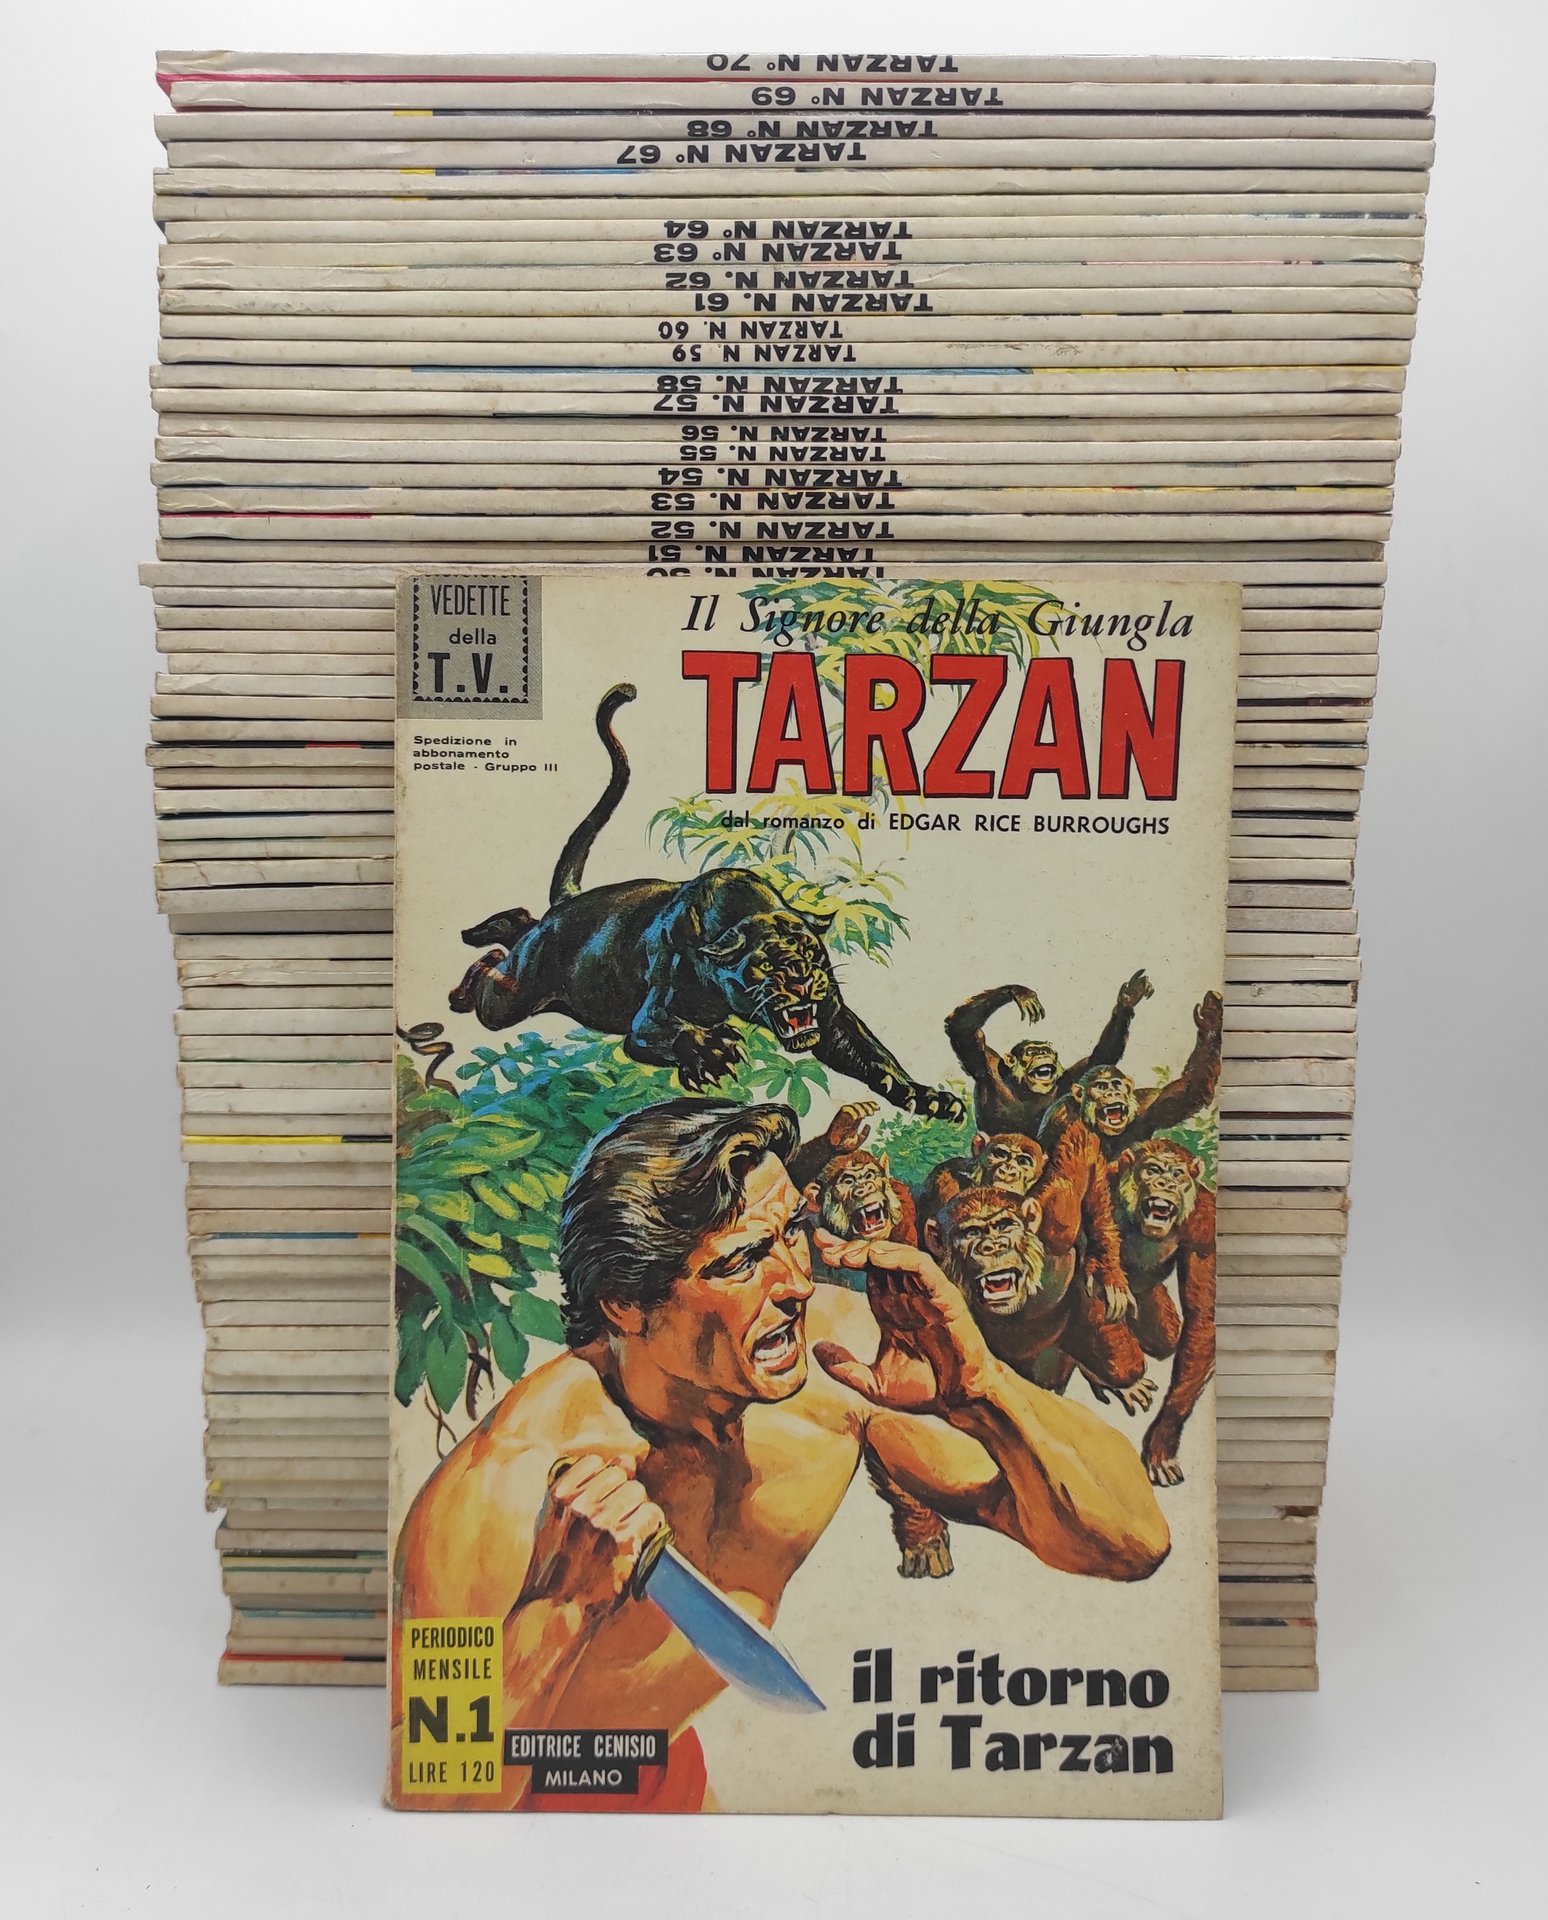 TARZAN N° 70
TARZAN N° 69
TARZAN N° 68
TARZAN N° 67
TARZAN N° 64
TARZAN N° 63
TARZAN N. 62
TARZAN N. 61
TARZAN N. 60
TARZAN N. 59
TARZAN N. 58
TARZAN N. 57
TARZAN N. 56
TARZAN N. 55
TARZAN N. 54
TARZAN N. 53
TARZAN N. 52
TARZAN N. 51
TARZAN N. 50
VEDETTE
della
T.V.
Spedizione in
abbonamento
postale - Gruppo III
Il Signore della Giungla
TARZAN
dal romanzo di EDGAR RICE BURROUGHS
il ritorno
di Tarzan
PERIODICO
MENSILE
N.1
LIRE 120
EDITRICE CENISIO
MILANO